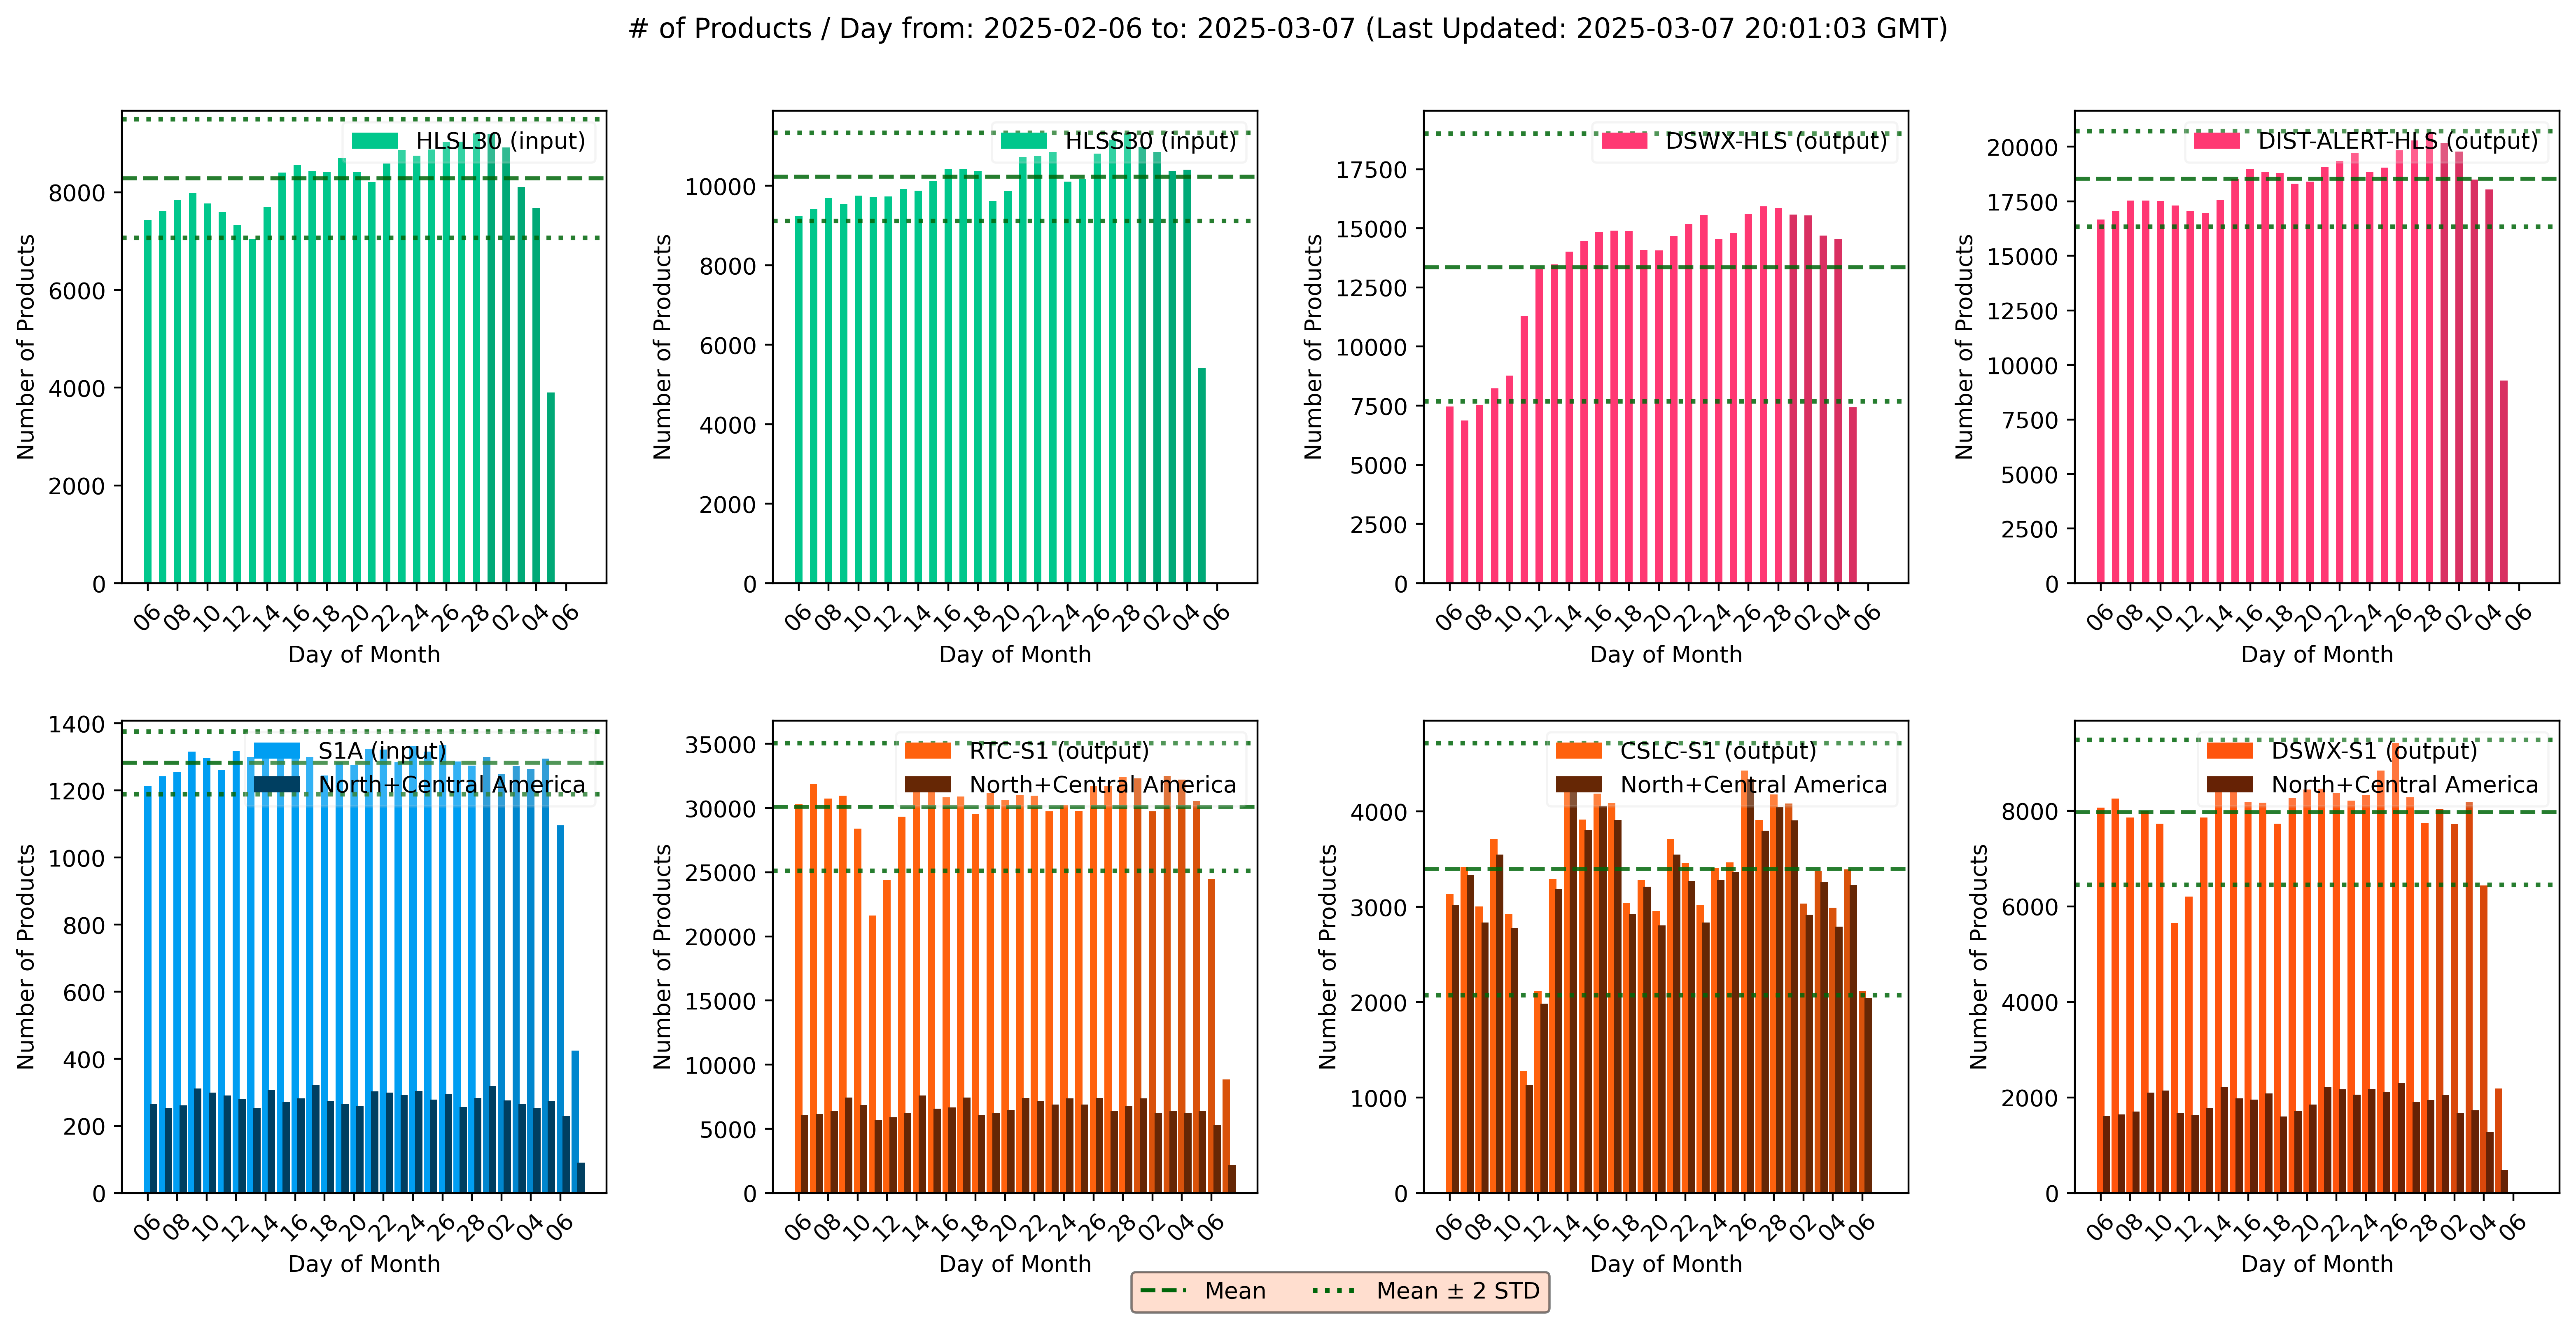 # of Products / Day from: 2025-02-06 to: 2025-03-07 (Last Updated: 2025-03-07 20:01:03 GMT)
Number of Products
0
2000
4000
6000
8000
HLSL30 (input)
06 08 10 12 14 16 18 20 22 24 26 28 02 04 06
Day of Month
Number of Products
0
2000
4000
6000
8000
10000
HLSS30 (input)
06 08 10 12 14 16 18 20 22 24 26 28 02 04 06
Day of Month
Number of Products
0
2500
5000
7500
10000
12500
15000
17500
DSWX-HLS (output)
06 08 10 12 14 16 18 20 22 24 26 28 02 04 06
Day of Month
Number of Products
0
2500
5000
7500
10000
12500
15000
17500
20000
DIST-ALERT-HLS (output)
06 08 10 12 14 16 18 20 22 24 26 28 02 04 06
Day of Month
Number of Products
0
200
400
600
800
1000
1200
1400
S1A (input)
North+Central America
06 08 10 12 14 16 18 20 22 24 26 28 02 04 06
Day of Month
Number of Products
0
5000
10000
15000
20000
25000
30000
35000
RTC-S1 (output)
North+Central America
06 08 10 12 14 16 18 20 22 24 26 28 02 04 06
Day of Month
Number of Products
0
1000
2000
3000
4000
CSLC-S1 (output)
North+Central America
06 08 10 12 14 16 18 20 22 24 26 28 02 04 06
Day of Month
Number of Products
0
2000
4000
6000
8000
DSWX-S1 (output)
North+Central America
06 08 10 12 14 16 18 20 22 24 26 28 02 04 06
Day of Month
Mean
Mean ± 2 STD